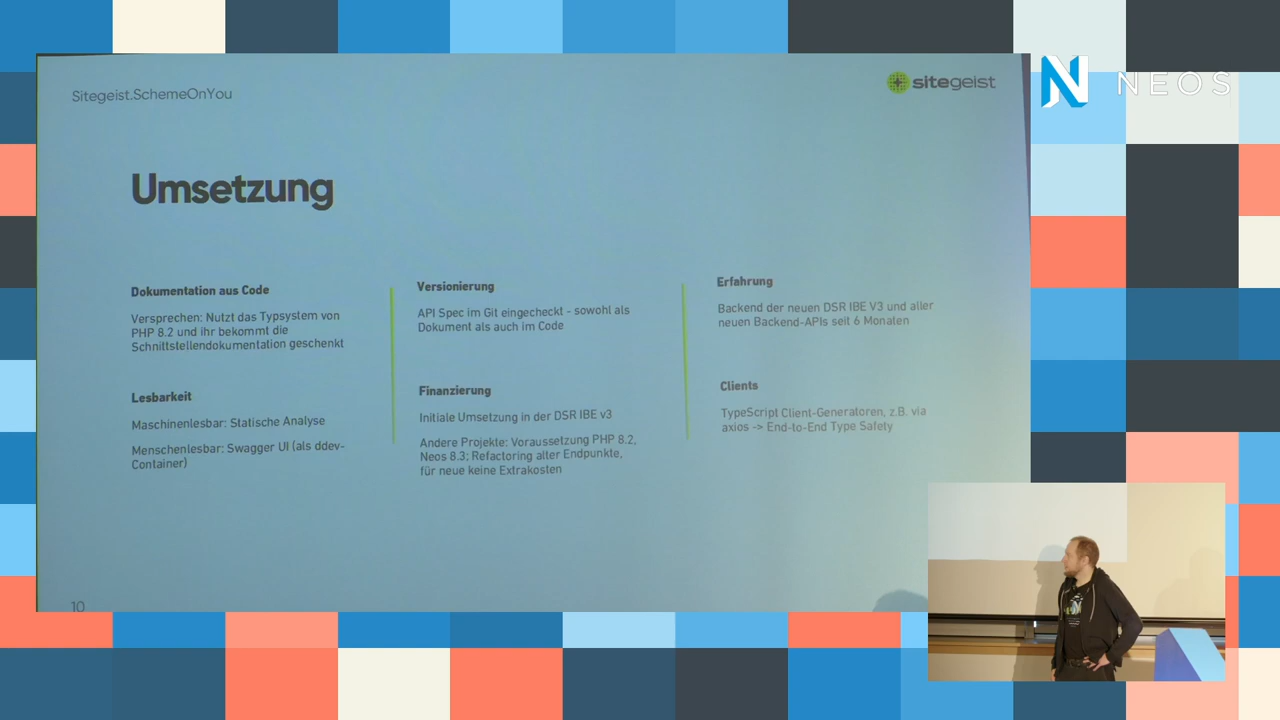 Sitegeist.SchemeOnYou
sitegeist
NEOS
Umsetzung
Dokumentation aus Code
Versprechen: Nutzt das Typsystem von
PHP 8.2 und ihr bekommt die
Schnittstellendokumentation geschenkt
Lesbarkeit
Maschinenlesbar: Statische Analyse
Menschenlesbar: Swagger UI (als ddev-
Container)
Versionierung
API Spec im Git eingecheckt - sowohl als
Dokument als auch im Code
Finanzierung
Initiale Umsetzung in der DSR IBE v3
Andere Projekte: Voraussetzung PHP 8.2,
Neos 8.3; Refactoring alter Endpunkte,
für neue keine Extrakosten
Erfahrung
Backend der neuen DSR IBE V3 und aller
neuen Backend-APIs seit 6 Monaten
Clients
TypeScript Client-Generatoren, z.B. via
axios -> End-to-End Type Safety
10